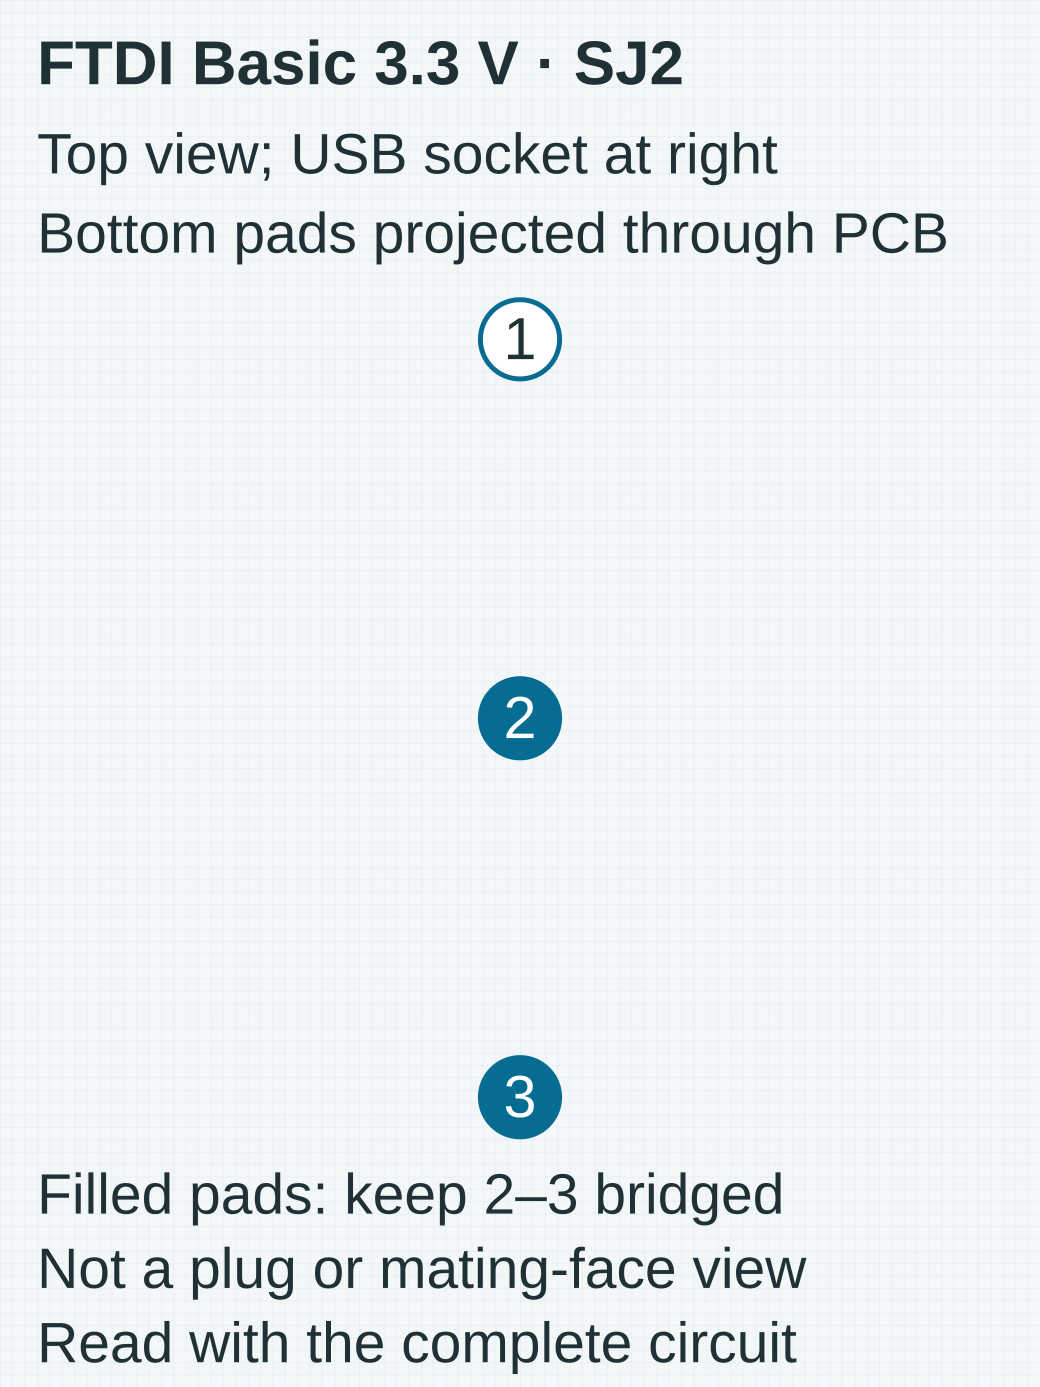 FTDI Basic 3.3 V · SJ2
Top view; USB socket at right
Bottom pads projected through PCB
1
2
3
Filled pads: keep 2–3 bridged
Not a plug or mating-face view
Read with the complete circuit